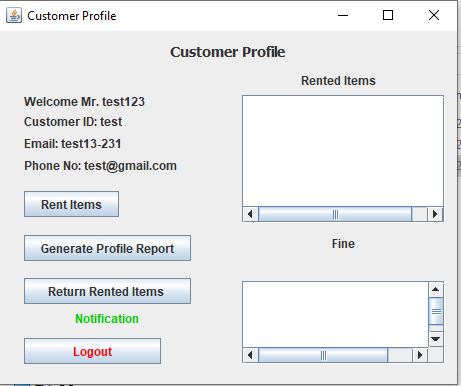 Customer Profile
Customer Profile
Rented Items
Welcome Mr. test123
Customer ID: test
Email: test13-231
Phone No: test@gmail.com
Rent Items
Fine
Generate Profile Report
Return Rented Items
Notification
Logout